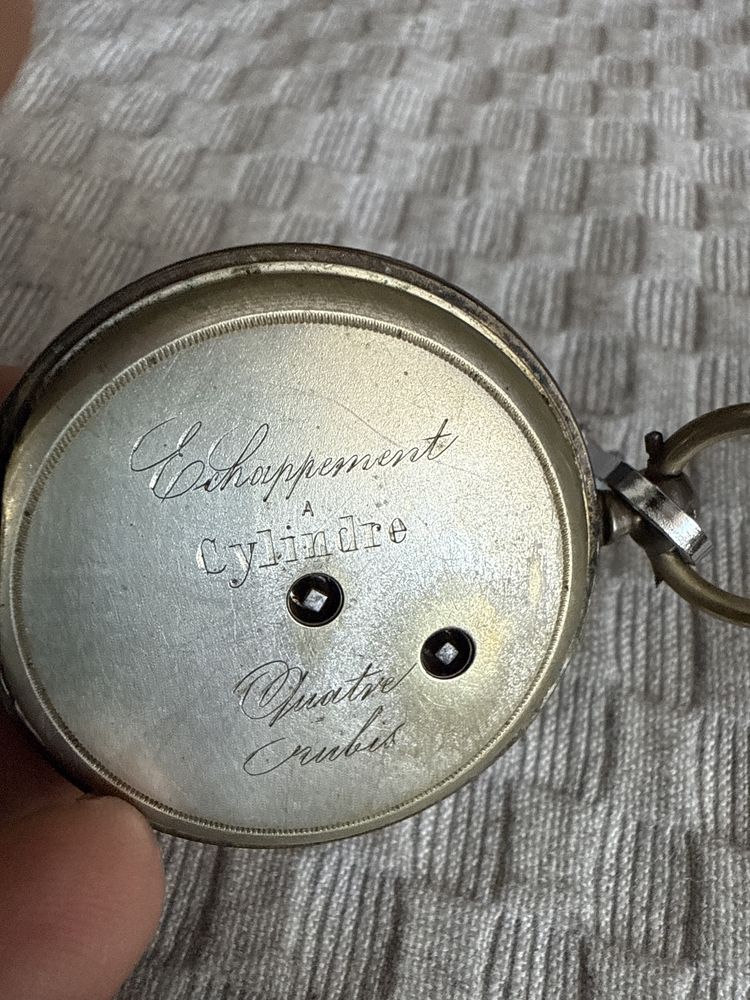 Echappement
A
Cylindre
Quatre
rubis